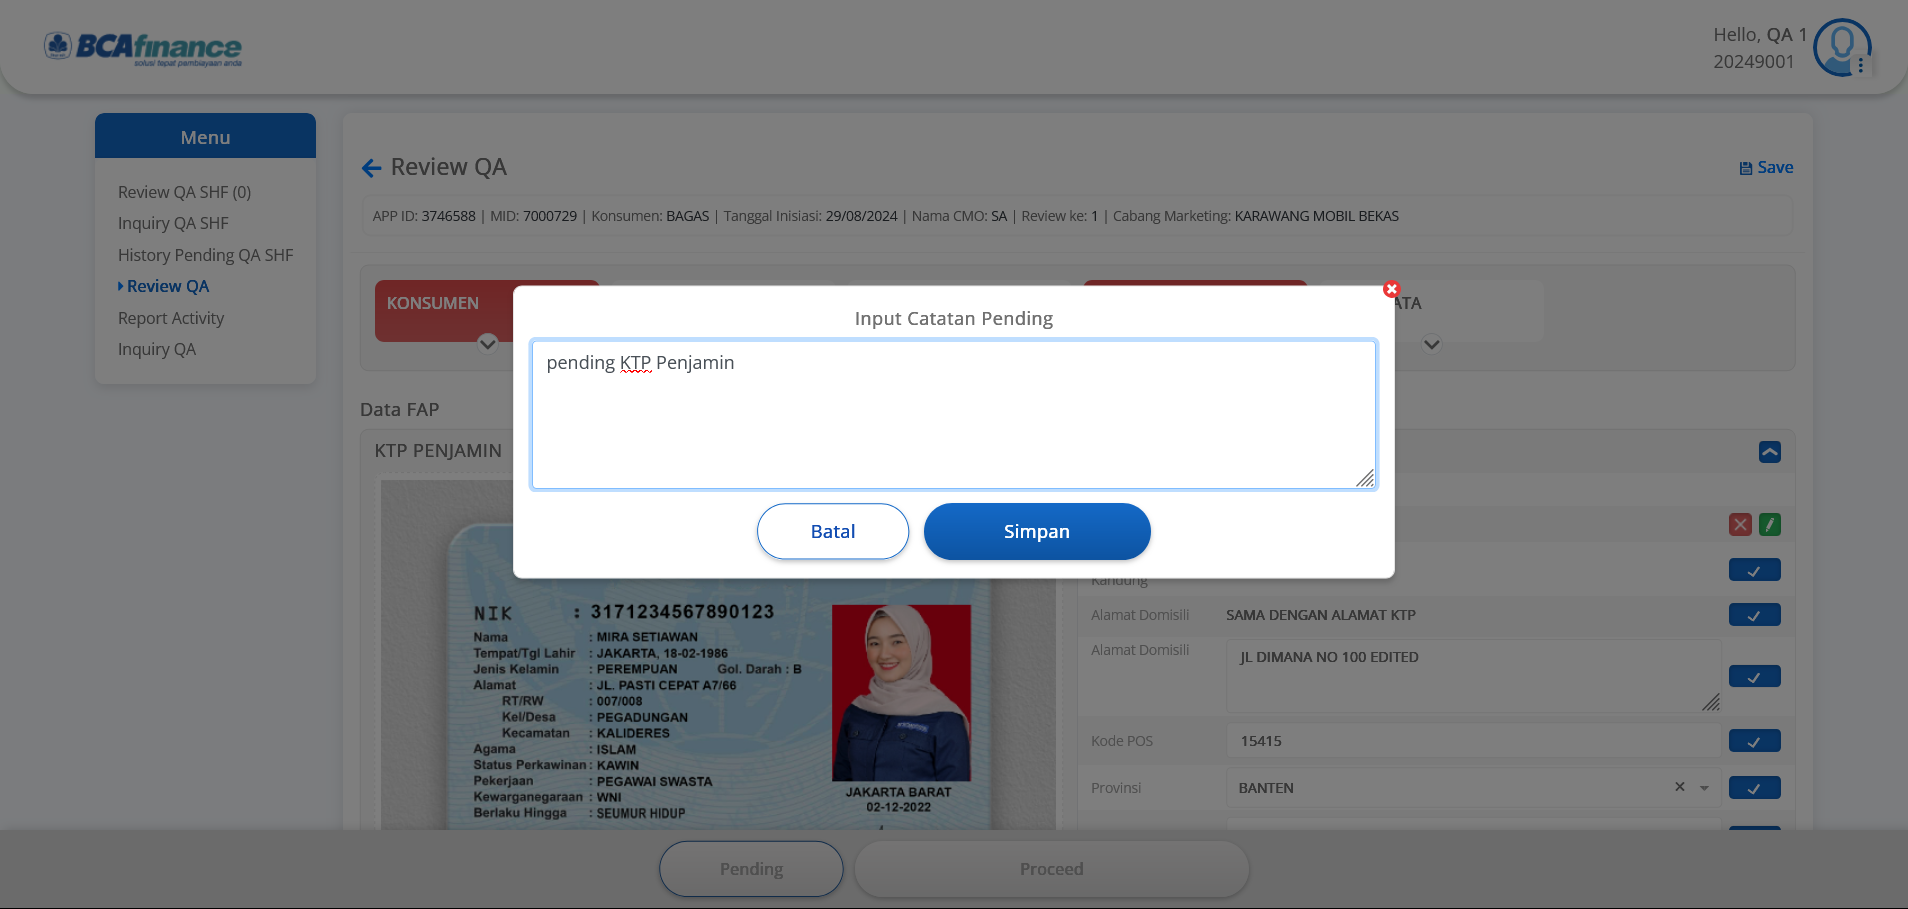 BCAfinance
solusi tepat pembiayaan anda
Hello, QA 1
20249001
Menu
Review QA SHF (0)
Inquiry QA SHF
History Pending QA SHF
Review QA
Report Activity
Inquiry QA
Review QA
Save
APP ID: 3746588 | MID: 7000729 | Konsumen: BAGAS | Tanggal Inisiasi: 29/08/2024 | Nama CMO: SA | Review ke: 1 | Cabang Marketing: KARAWANG MOBIL BEKAS
KONSUMEN
ATA
Input Catatan Pending
pending KTP Penjamin
Batal
Simpan
Data FAP
KTP PENJAMIN
NIK : 3171234567890123
Nama : MIRA SETIAWAN
Tempat/Tgl Lahir : JAKARTA, 18-02-1986
Jenis Kelamin : PEREMPUAN Gol. Darah : B
Alamat : JL. PASTI CEPAT A7/66
RT/RW : 007/008
Kel/Desa : PEGADUNGAN
Kecamatan : KALIDERES
Agama : ISLAM
Status Perkawinan : KAWIN
Pekerjaan : PEGAWAI SWASTA
Kewarganegaraan : WNI
Berlaku Hingga : SEUMUR HIDUP
JAKARTA BARAT
02-12-2022
Kandung
Alamat Domisili SAMA DENGAN ALAMAT KTP
Alamat Domisili JL DIMANA NO 100 EDITED
Kode POS 15415
Provinsi BANTEN
Pending
Proceed